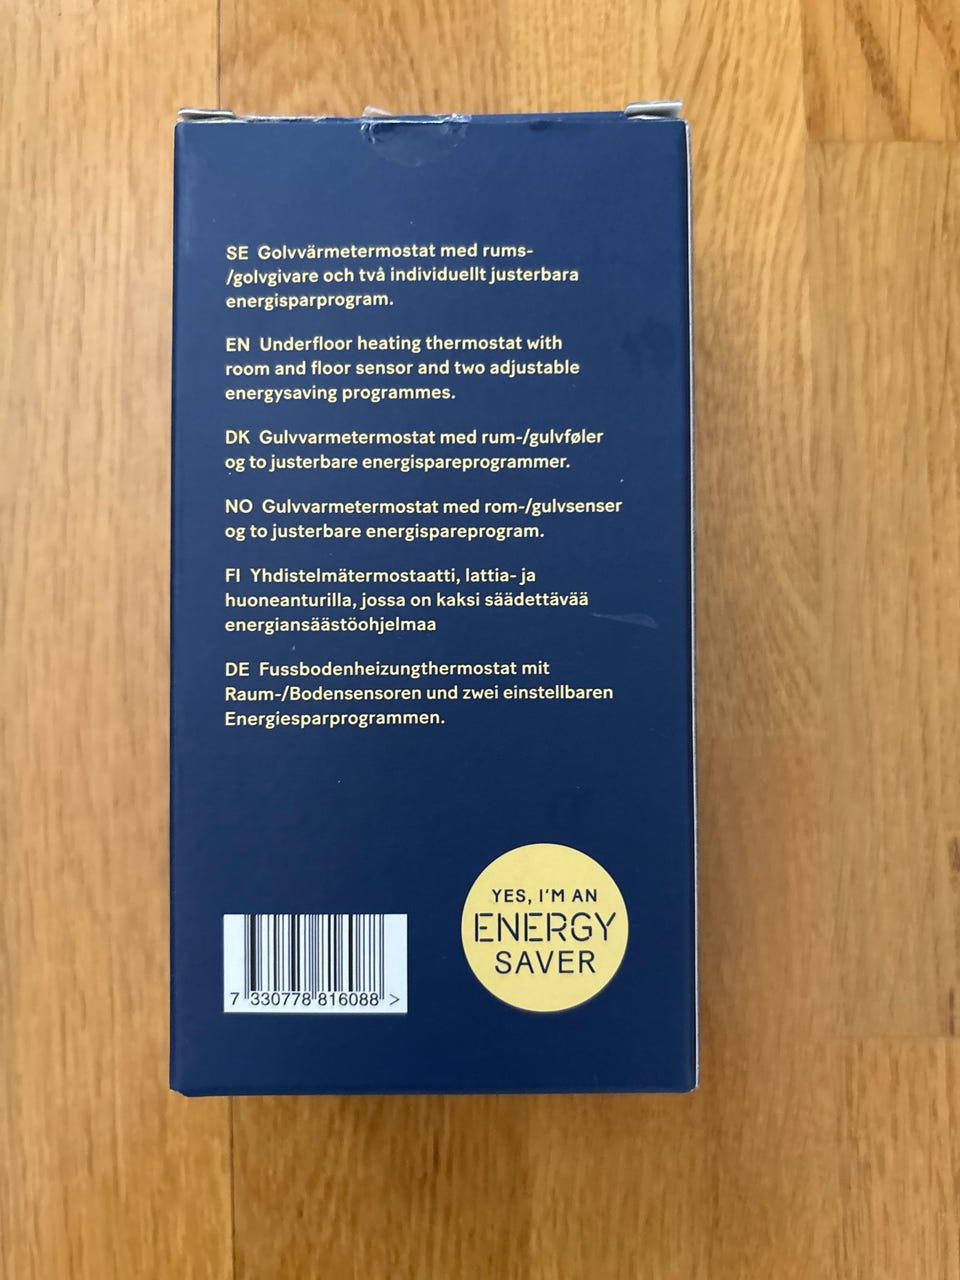 SE Golvvärmetermostat med rums-
/golvgivare och två individuellt justerbara
energisparprogram.
EN Underfloor heating thermostat with
room and floor sensor and two adjustable
energysaving programmes.
DK Gulvvarmetermostat med rum-/gulvføler
og to justerbare energispareprogrammer.
NO Gulvvarmetermostat med rom-/gulvsenser
og to justerbare energispareprogram.
FI Yhdistelmätermostaatti, lattia- ja
huoneanturilla, jossa on kaksi säädettävää
energiansäästöohjelmaa
DE Fussbodenheizungthermostat mit
Raum-/Bodensensoren und zwei einstellbaren
Energiesparprogrammen.
YES, I'M AN
ENERGY
SAVER
7 330778 816088 >